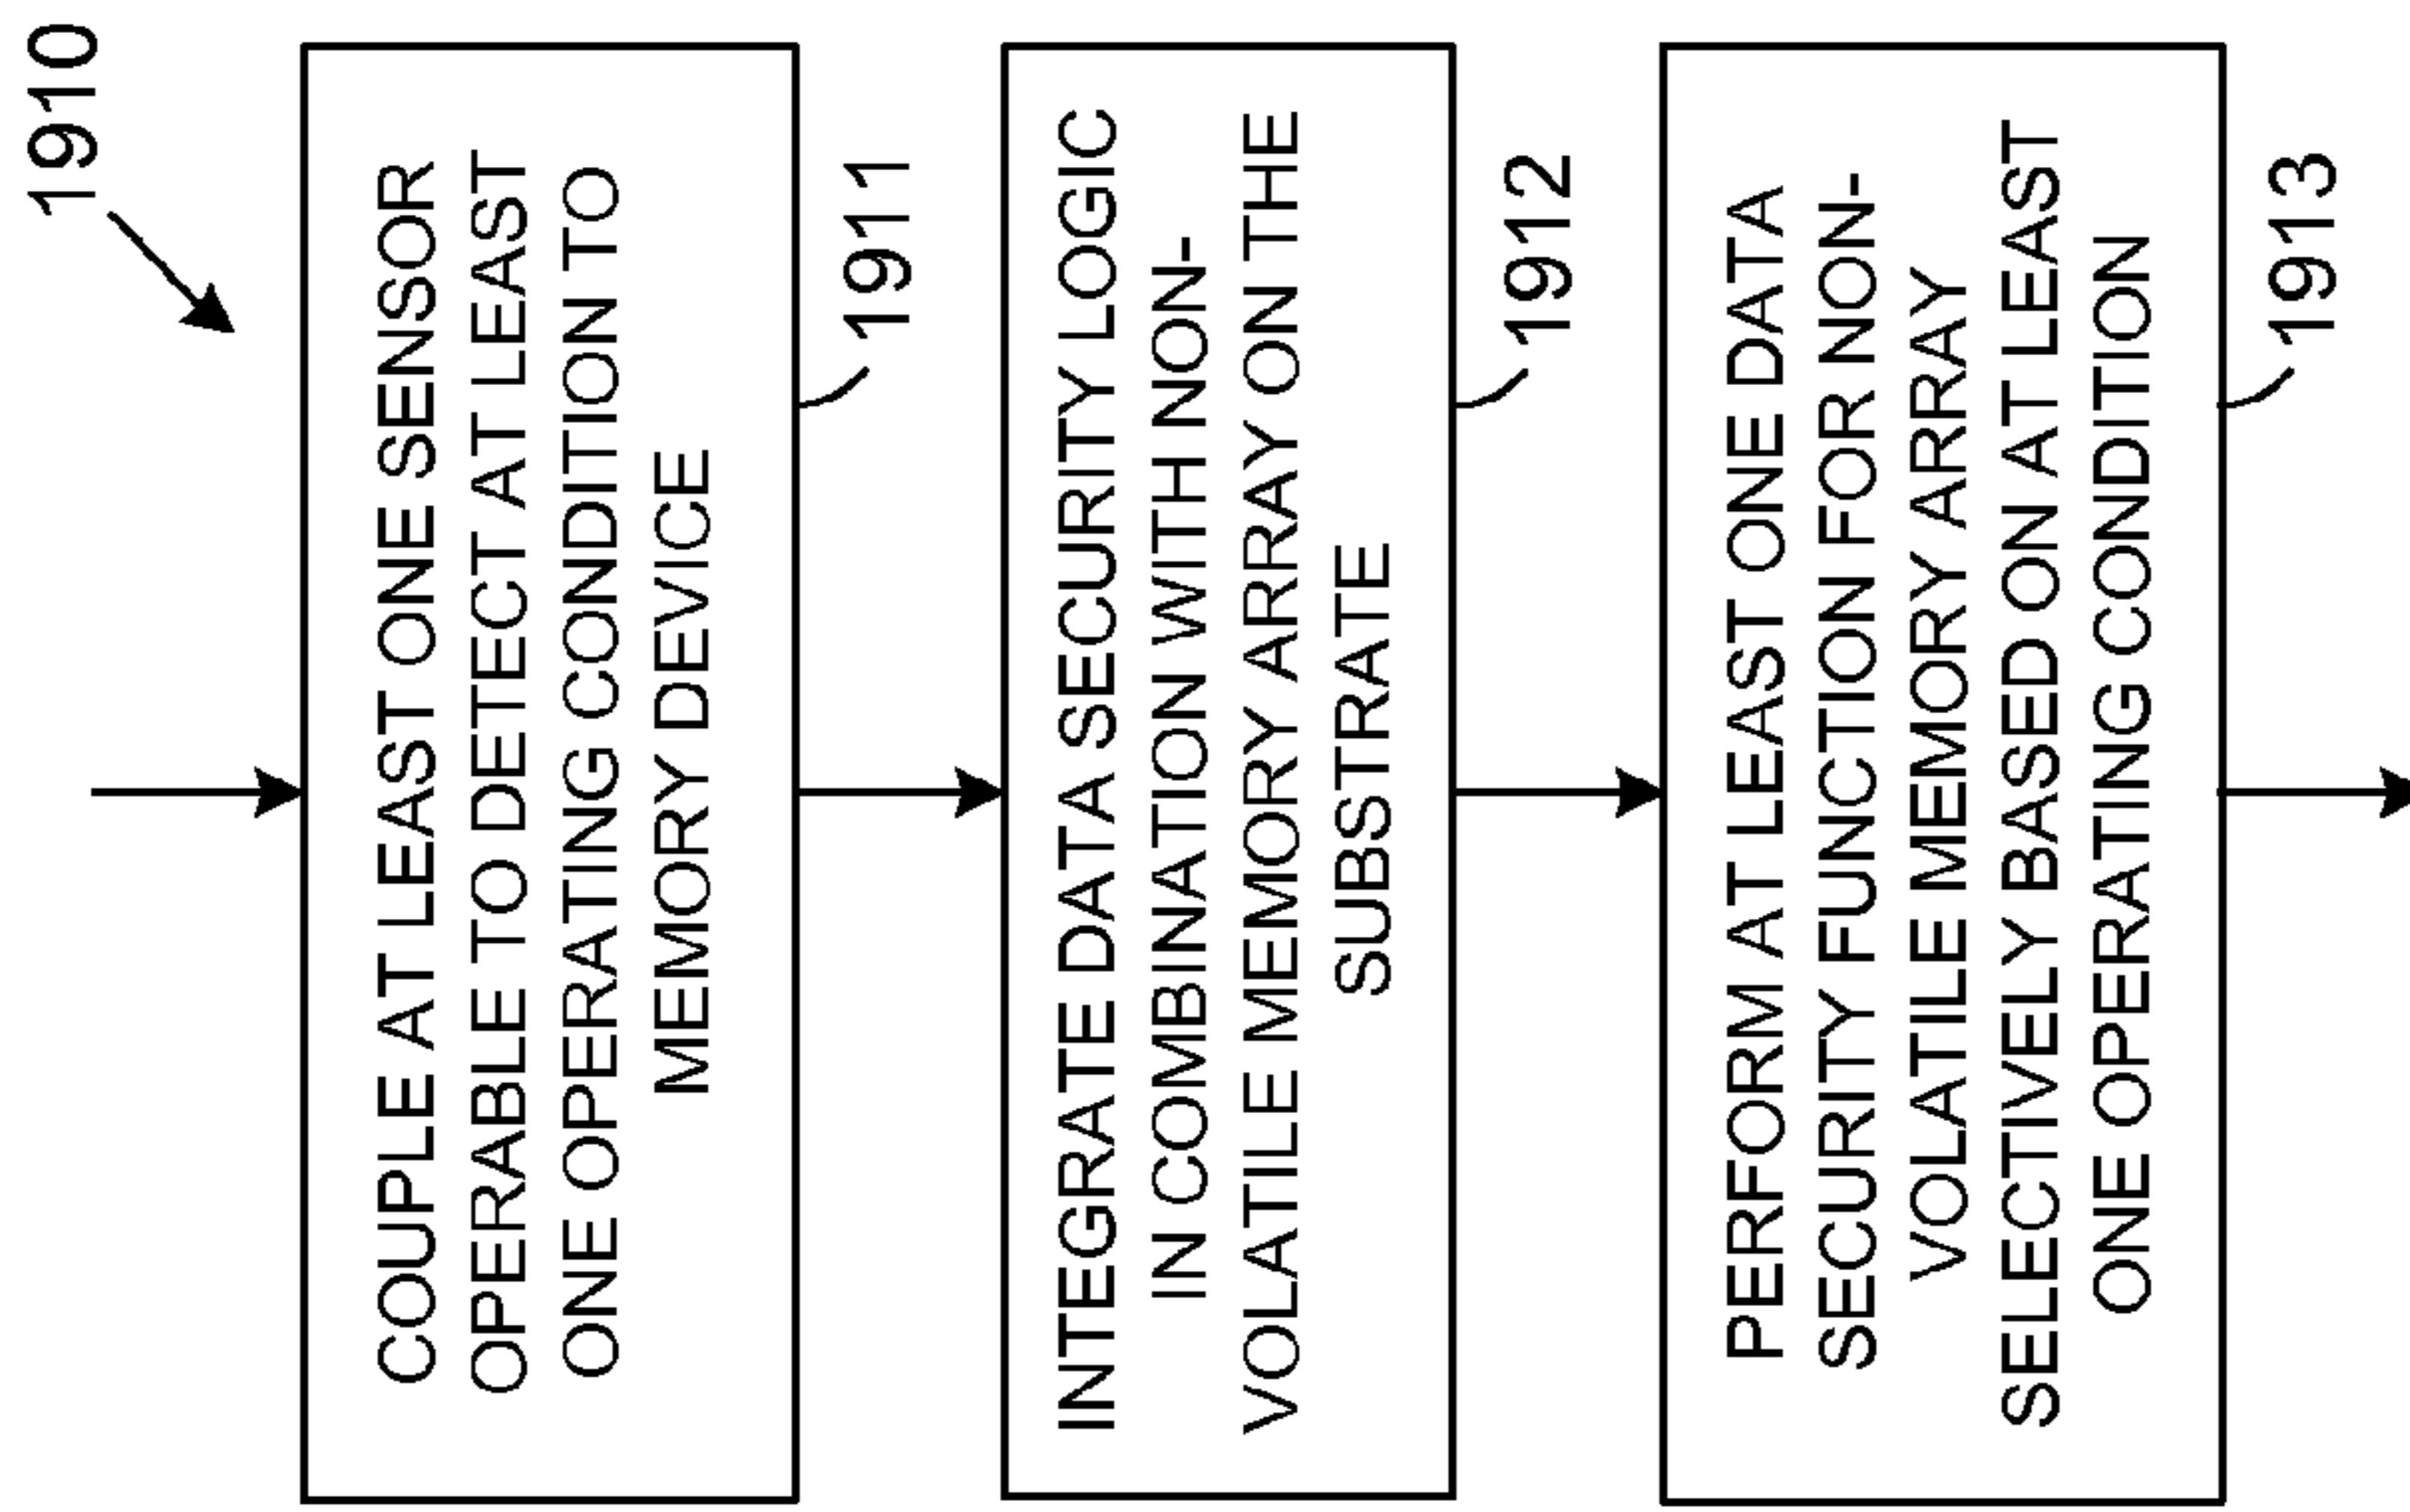 1910
COUPLE AT LEAST ONE SENSOR
OPERABLE TO DETECT AT LEAST
ONE OPERATING CONDITION TO
MEMORY DEVICE
1911
INTEGRATE DATA SECURITY LOGIC
IN COMBINATION WITH NON-
VOLATILE MEMORY ARRAY ON THE
SUBSTRATE
1912
PERFORM AT LEAST ONE DATA
SECURITY FUNCTION FOR NON-
VOLATILE MEMORY ARRAY
SELECTIVELY BASED ON AT LEAST
ONE OPERATING CONDITION
1913